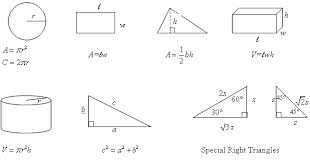 r
ℓ
w
h
b
h
w
ℓ
A = πr²
C = 2πr
A = ℓw
A = 1/2 bh
V = ℓwh
r
h
b
c
a
2x
60°
x
30°
√3x
s
45°
√2s
45°
s
V = πr²h
c² = a² + b²
Special Right Triangles